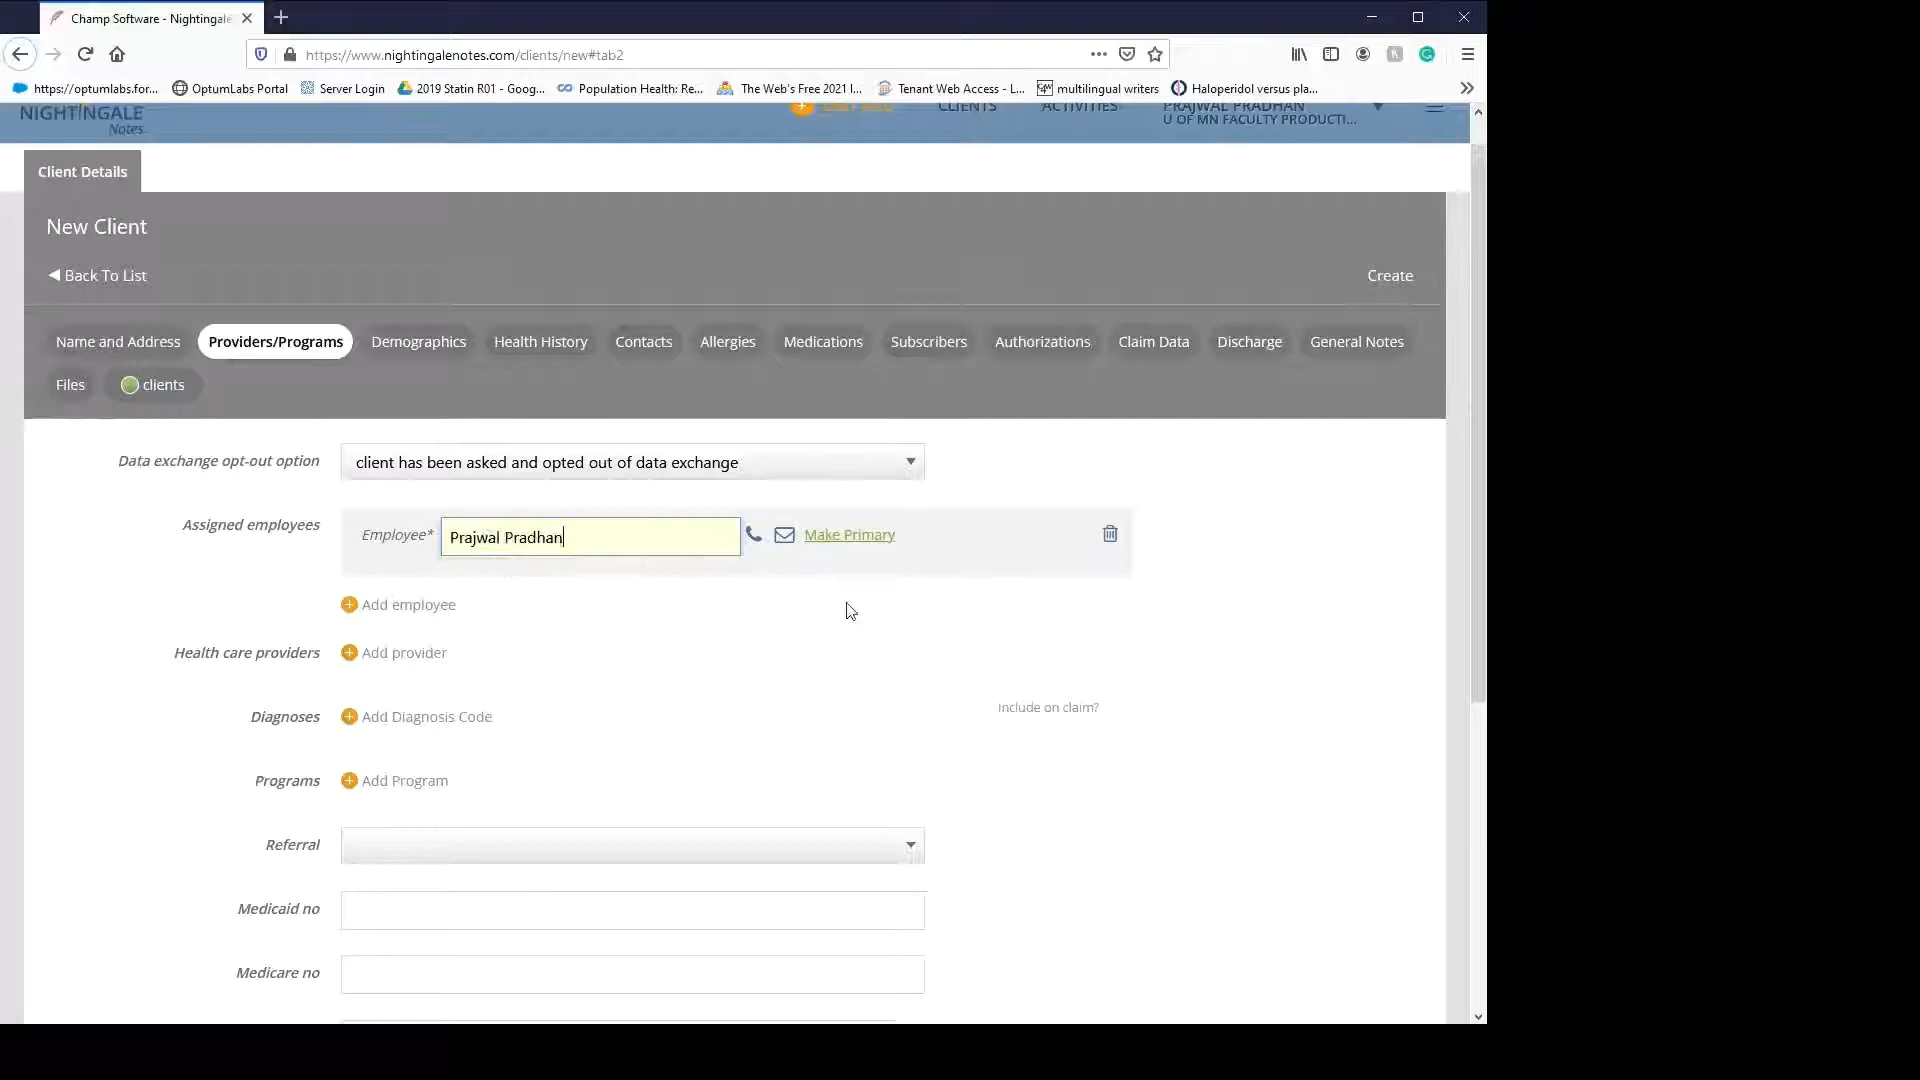 Champ Software - Nightingale
https://www.nightingalenotes.com/clients/new#tab2
https://optumlabs.for... OptumLabs Portal Server Login 2019 Statin R01 - Goog... Population Health: Re... The Web's Free 2021 I... Tenant Web Access - L... multilingual writers Haloperidol versus pla...
NIGHTINGALE
Notes
CLIENTS ACTIVITIES PRAJWAL PRADHAN
U OF MN FACULTY PRODUCTI...
Client Details
New Client
Back To List Create
Name and Address Providers/Programs Demographics Health History Contacts Allergies Medications Subscribers Authorizations Claim Data Discharge General Notes
Files clients
Data exchange opt-out option client has been asked and opted out of data exchange
Assigned employees Employee* Prajwal Pradhan Make Primary
Add employee
Health care providers Add provider
Include on claim?
Diagnoses Add Diagnosis Code
Programs Add Program
Referral
Medicaid no
Medicare no